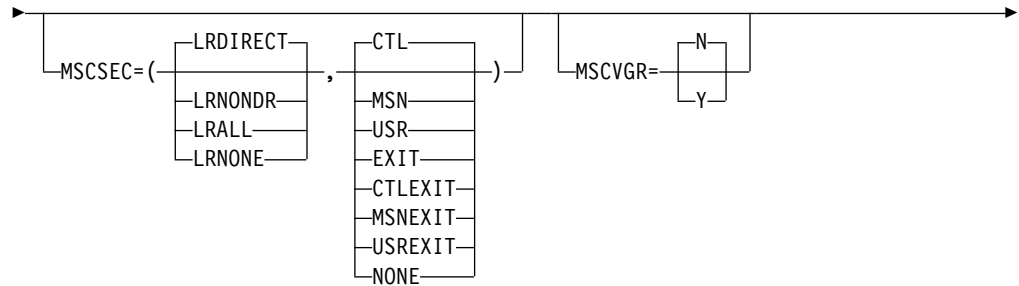 LRDIRECT CTL N
MSCSEC=( , ) MSCVGR=
LRNONDR MSN Y
LRALL USR
LRNONE EXIT
CTLEXIT
MSNEXIT
USREXIT
NONE